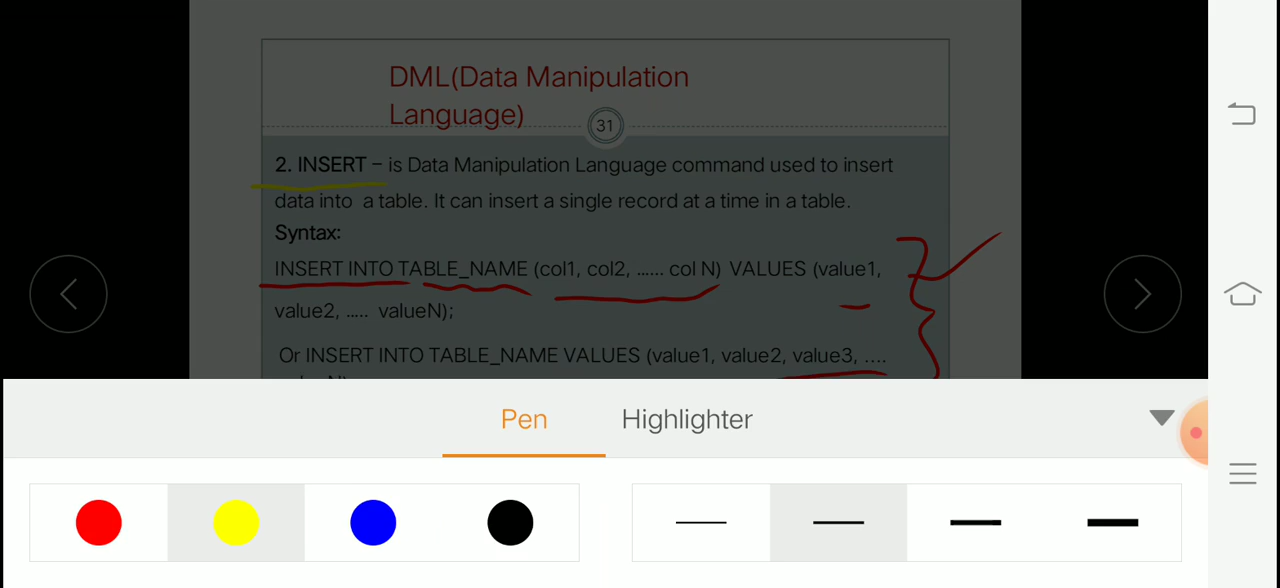 DML(Data Manipulation
Language)
31
2. INSERT – is Data Manipulation Language command used to insert
data into a table. It can insert a single record at a time in a table.
Syntax:
INSERT INTO TABLE_NAME (col1, col2, ...... col N) VALUES (value1,
value2, ..... valueN);
Or INSERT INTO TABLE_NAME VALUES (value1, value2, value3, ....
Pen
Highlighter